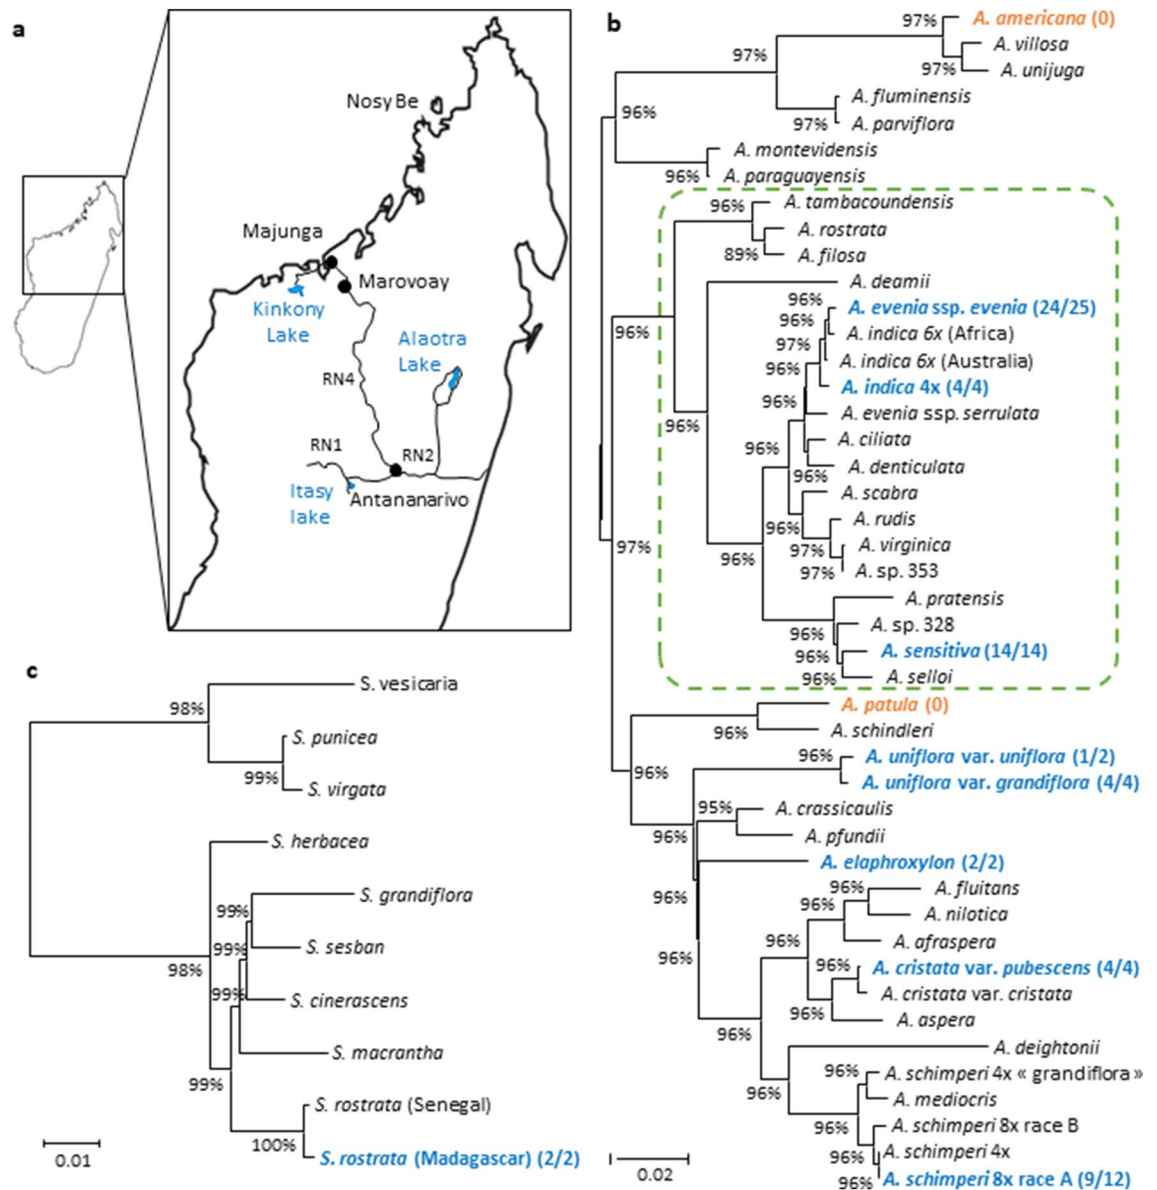 a
Nosy Be
Majunga
Marovoay
Kinkony
Lake
Alaotra
Lake
RN4
RN1
RN2
Itasy
lake
Antananarivo
b
97%
A. americana (0)
A. villosa
97%
97%
A. unijuga
A. fluminensis
96%
97%
A. parviflora
A. montevidensis
96%
A. paraguayensis
96%
A. tambacoundensis
A. rostrata
89%
A. filosa
A. deamii
96%
A. evenia ssp. evenia (24/25)
96%
96%
A. indica 6x (Africa)
97%
A. indica 6x (Australia)
96%
A. indica 4x (4/4)
96%
A. evenia ssp. serrulata
96%
A. ciliata
96%
A. denticulata
96%
A. scabra
96%
A. rudis
97%
97%
A. virginica
96%
97%
A. sp. 353
A. pratensis
96%
A. sp. 328
96%
A. sensitiva (14/14)
96%
A. selloi
A. patula (0)
96%
A. schindleri
96%
A. uniflora var. uniflora (1/2)
96%
A. uniflora var. grandiflora (4/4)
95%
A. crassicaulis
96%
A. pfundii
A. elaphroxylon (2/2)
96%
96%
A. fluitans
96%
A. nilotica
96%
A. afraspera
96%
96%
A. cristata var. pubescens (4/4)
A. cristata var. cristata
96%
A. aspera
96%
A. deightonii
96%
A. schimperi 4x « grandiflora »
96%
A. mediocris
96%
A. schimperi 8x race B
96%
A. schimperi 4x
96%
A. schimperi 8x race A (9/12)
0.02
c
S. vesicaria
98%
S. punicea
99%
S. virgata
S. herbacea
S. grandiflora
99%
S. sesban
99%
98%
99%
S. cinerascens
S. macrantha
99%
S. rostrata (Senegal)
100%
S. rostrata (Madagascar) (2/2)
0.01